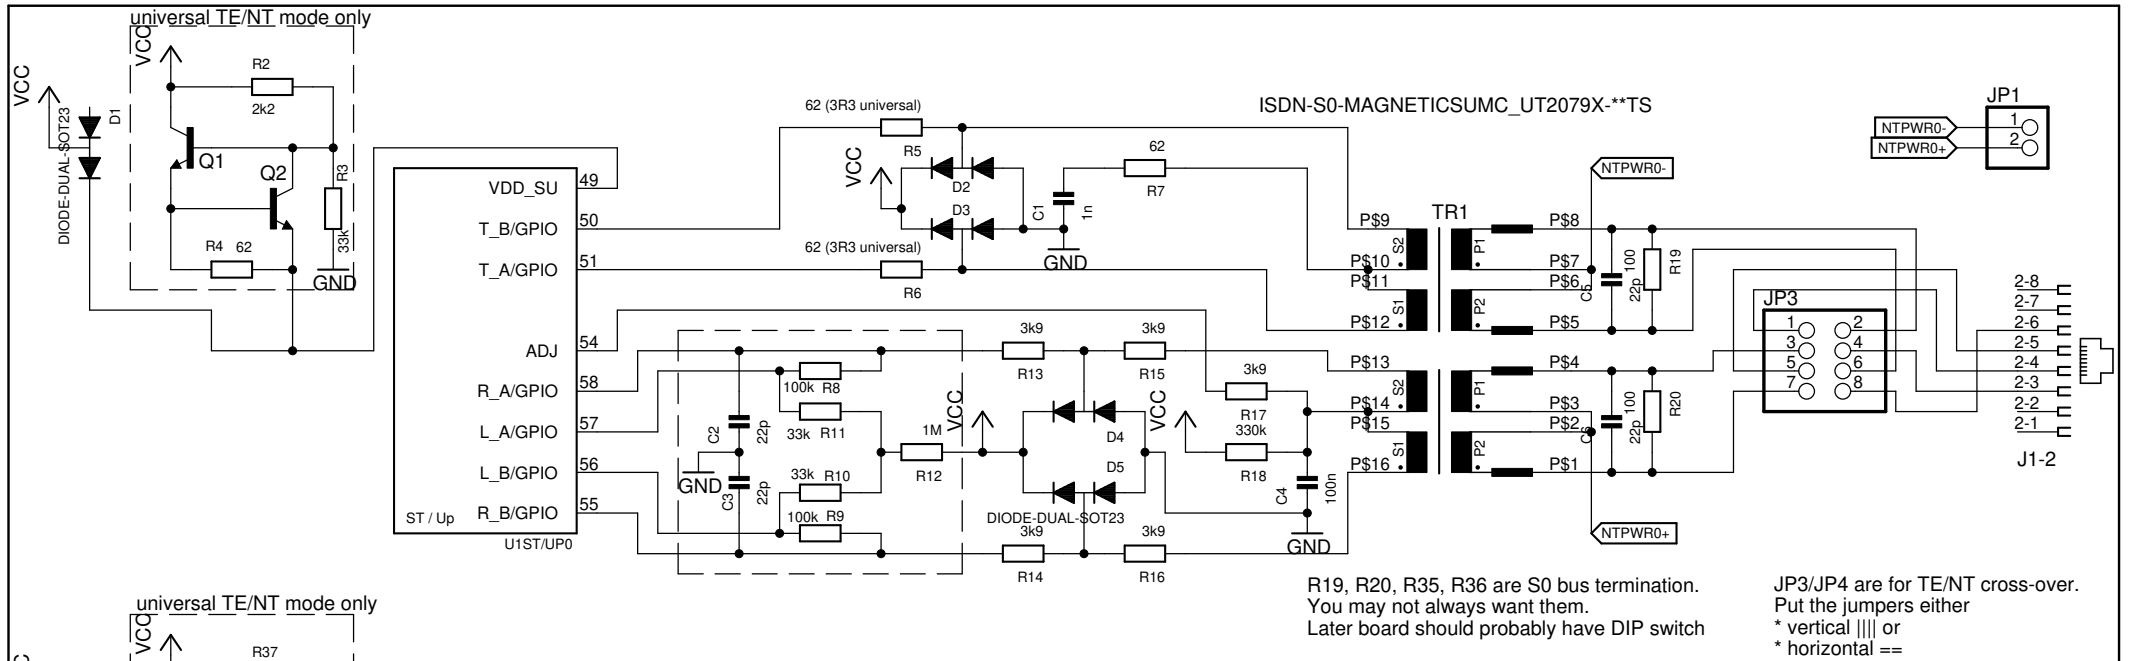 universal TE/NT mode only
VCC
VCC
R2
2k2
D1
DIODE-DUAL-SOT23
Q1
Q2
R3
33k
R4
62
GND
VDD_SU
49
T_B/GPIO
50
T_A/GPIO
51
ADJ
54
R_A/GPIO
58
L_A/GPIO
57
L_B/GPIO
56
R_B/GPIO
55
ST / Up
U1ST/UP0
62 (3R3 universal)
R5
VCC
D2
D3
C1
1n
62
R7
GND
62 (3R3 universal)
R6
100k
R8
33k
R11
C2
22p
GND
C3
22p
33k
R10
100k
R9
1M
R12
VCC
3k9
R13
3k9
R15
D4
D5
DIODE-DUAL-SOT23
3k9
R14
3k9
R16
VCC
3k9
R17
330k
R18
C4
100n
GND
ISDN-S0-MAGNETICSUMC_UT2079X-**TS
TR1
P$9
P$10
P$11
P$12
P$13
P$14
P$15
P$16
S2
S1
S2
S1
P1
P2
P1
P2
P$8
P$7
P$6
P$5
P$4
P$3
P$2
P$1
NTPWR0-
C5
22p
100
R19
C6
22p
100
R20
NTPWR0+
JP1
NTPWR0-
1
NTPWR0+
2
JP3
1
2
3
4
5
6
7
8
2-8
2-7
2-6
2-5
2-4
2-3
2-2
2-1
J1-2
R19, R20, R35, R36 are S0 bus termination.
You may not always want them.
Later board should probably have DIP switch
JP3/JP4 are for TE/NT cross-over.
Put the jumpers either
* vertical |||| or
* horizontal ==
universal TE/NT mode only
VCC
R37